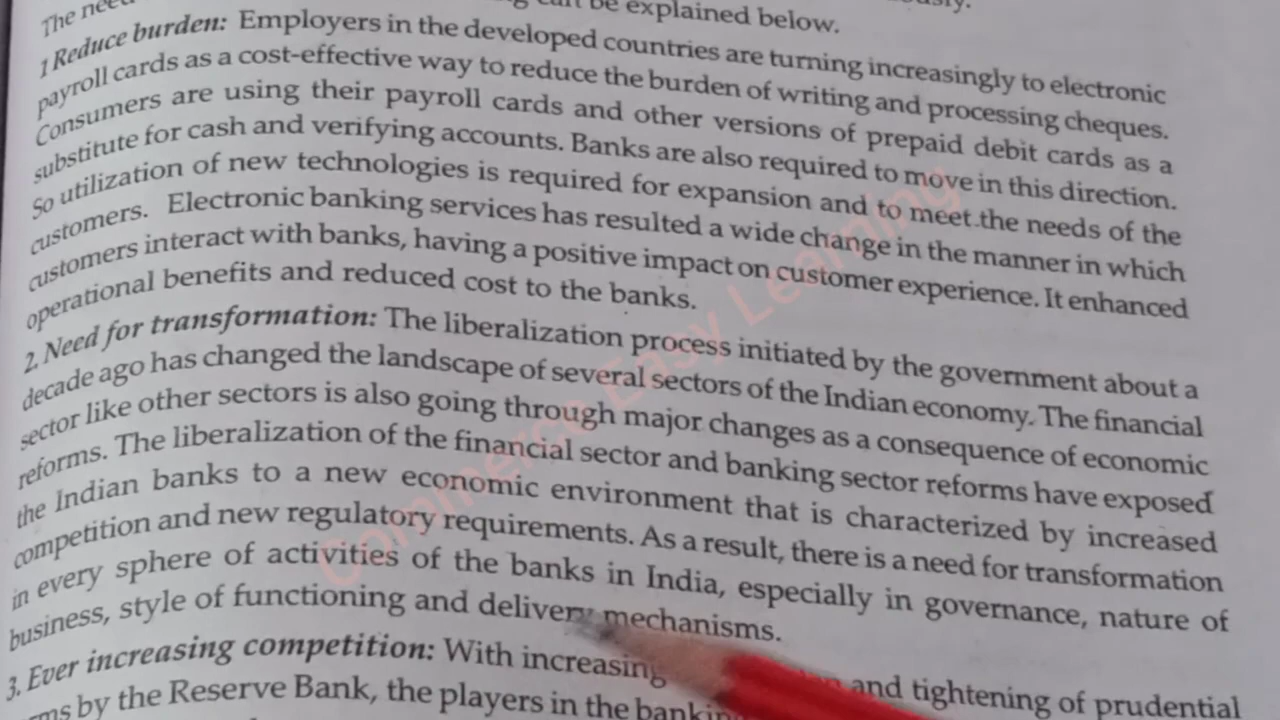 The need
can be explained below.
1 Reduce burden: Employers in the developed countries are turning increasingly to electronic
payroll cards as a cost-effective way to reduce the burden of writing and processing cheques.
Consumers are using their payroll cards and other versions of prepaid debit cards as a
substitute for cash and verifying accounts. Banks are also required to move in this direction.
So utilization of new technologies is required for expansion and to meet the needs of the
customers. Electronic banking services has resulted a wide change in the manner in which
customers interact with banks, having a positive impact on customer experience. It enhanced
operational benefits and reduced cost to the banks.
2. Need for transformation: The liberalization process initiated by the government about a
decade ago has changed the landscape of several sectors of the Indian economy. The financial
sector like other sectors is also going through major changes as a consequence of economic
reforms. The liberalization of the financial sector and banking sector reforms have exposed
the Indian banks to a new economic environment that is characterized by increased
competition and new regulatory requirements. As a result, there is a need for transformation
in every sphere of activities of the banks in India, especially in governance, nature of
business, style of functioning and delivery mechanisms.
3. Ever increasing competition: With increasing and tightening of prudential
by the Reserve Bank, the players in the
Commerce Easy Learning